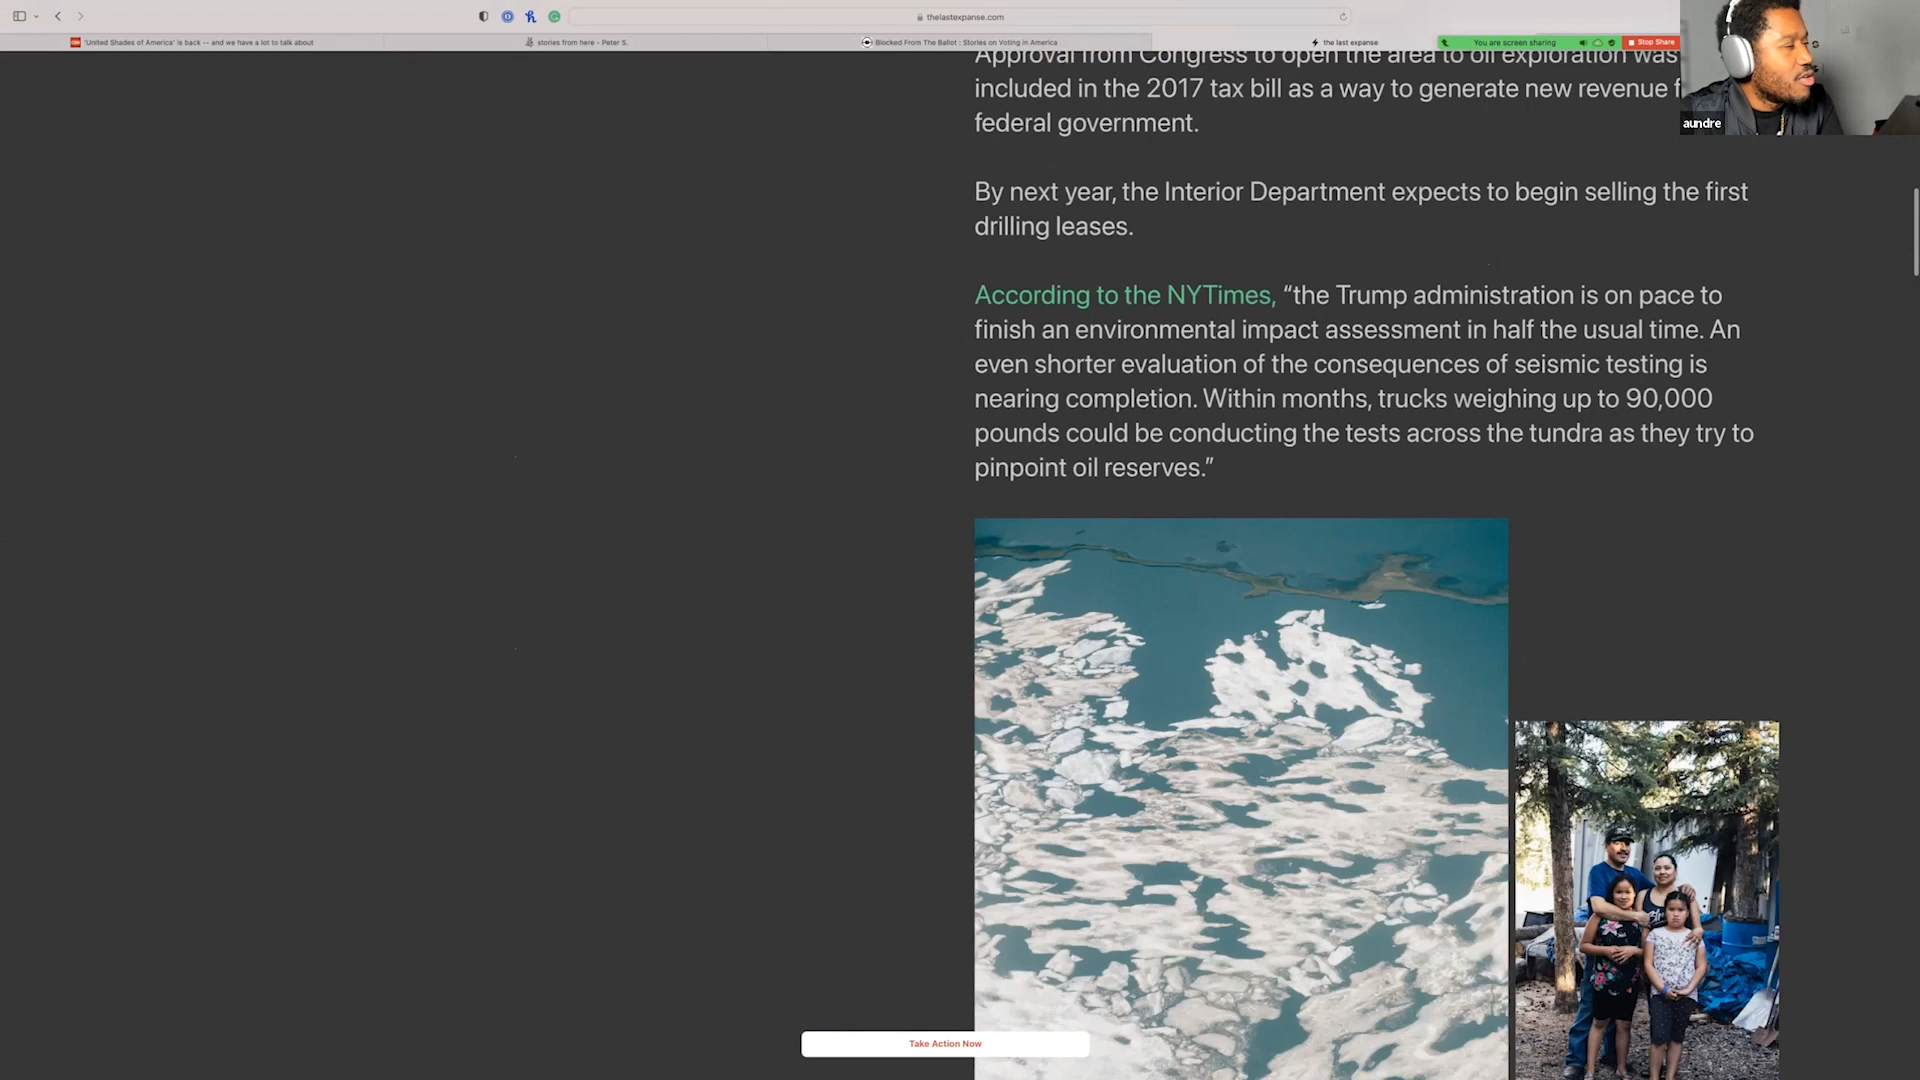 thelastexpanse.com
'United Shades of America' is back -- and we have a lot to talk about
stories from here - Peter S.
Blocked From The Ballot : Stories on Voting in America
the last expanse
You are screen sharing
Stop Share
aundre
Approval from Congress to open the area to oil exploration was
included in the 2017 tax bill as a way to generate new revenue f
federal government.
By next year, the Interior Department expects to begin selling the first
drilling leases.
According to the NYTimes, “the Trump administration is on pace to
finish an environmental impact assessment in half the usual time. An
even shorter evaluation of the consequences of seismic testing is
nearing completion. Within months, trucks weighing up to 90,000
pounds could be conducting the tests across the tundra as they try to
pinpoint oil reserves.”
Take Action Now